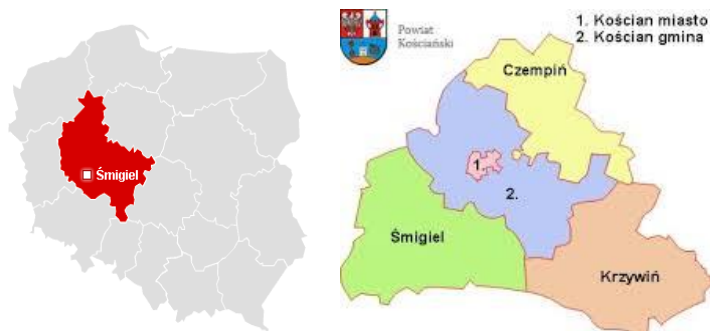 Śmigiel
Powiat
Kościański
1. Kościan miasto
2. Kościan gmina
Czempiń
1.
2.
Śmigiel
Krzywiń